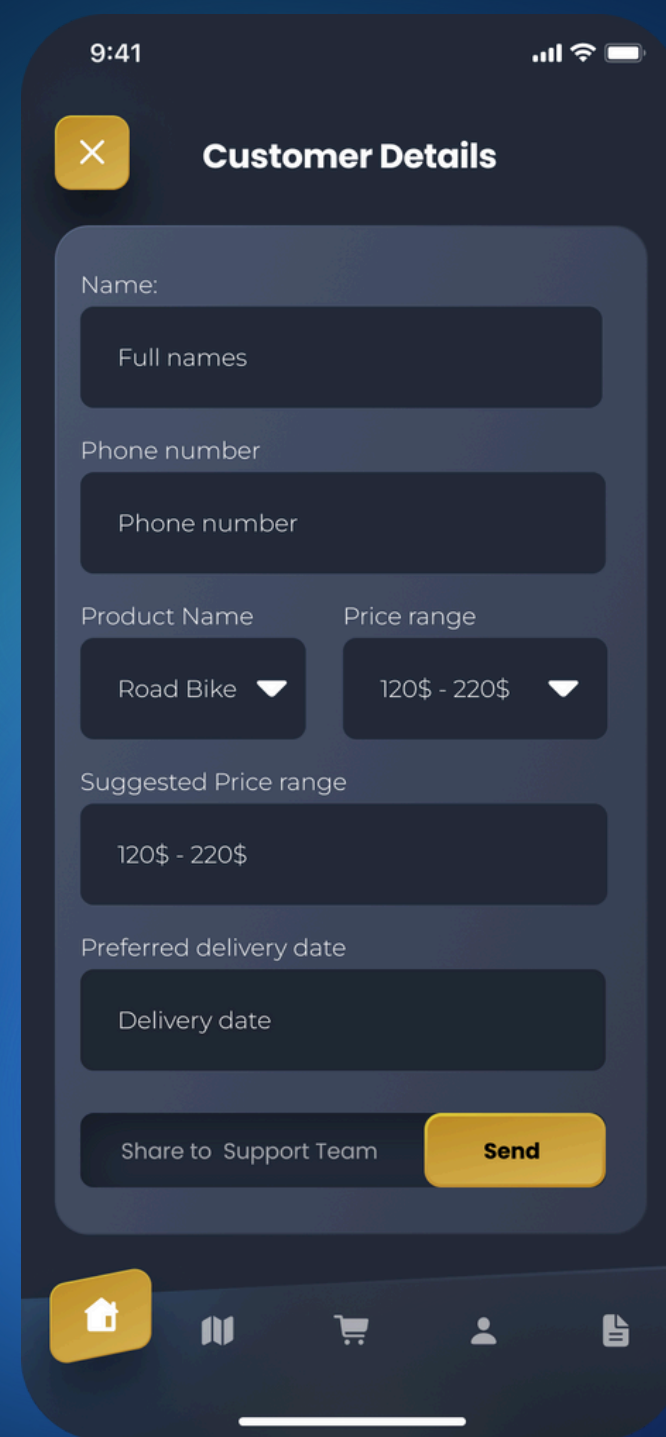 9:41
Customer Details
Name:
Full names
Phone number
Phone number
Product Name Price range
Road Bike 120$ - 220$
Suggested Price range
120$ - 220$
Preferred delivery date
Delivery date
Share to Support Team Send